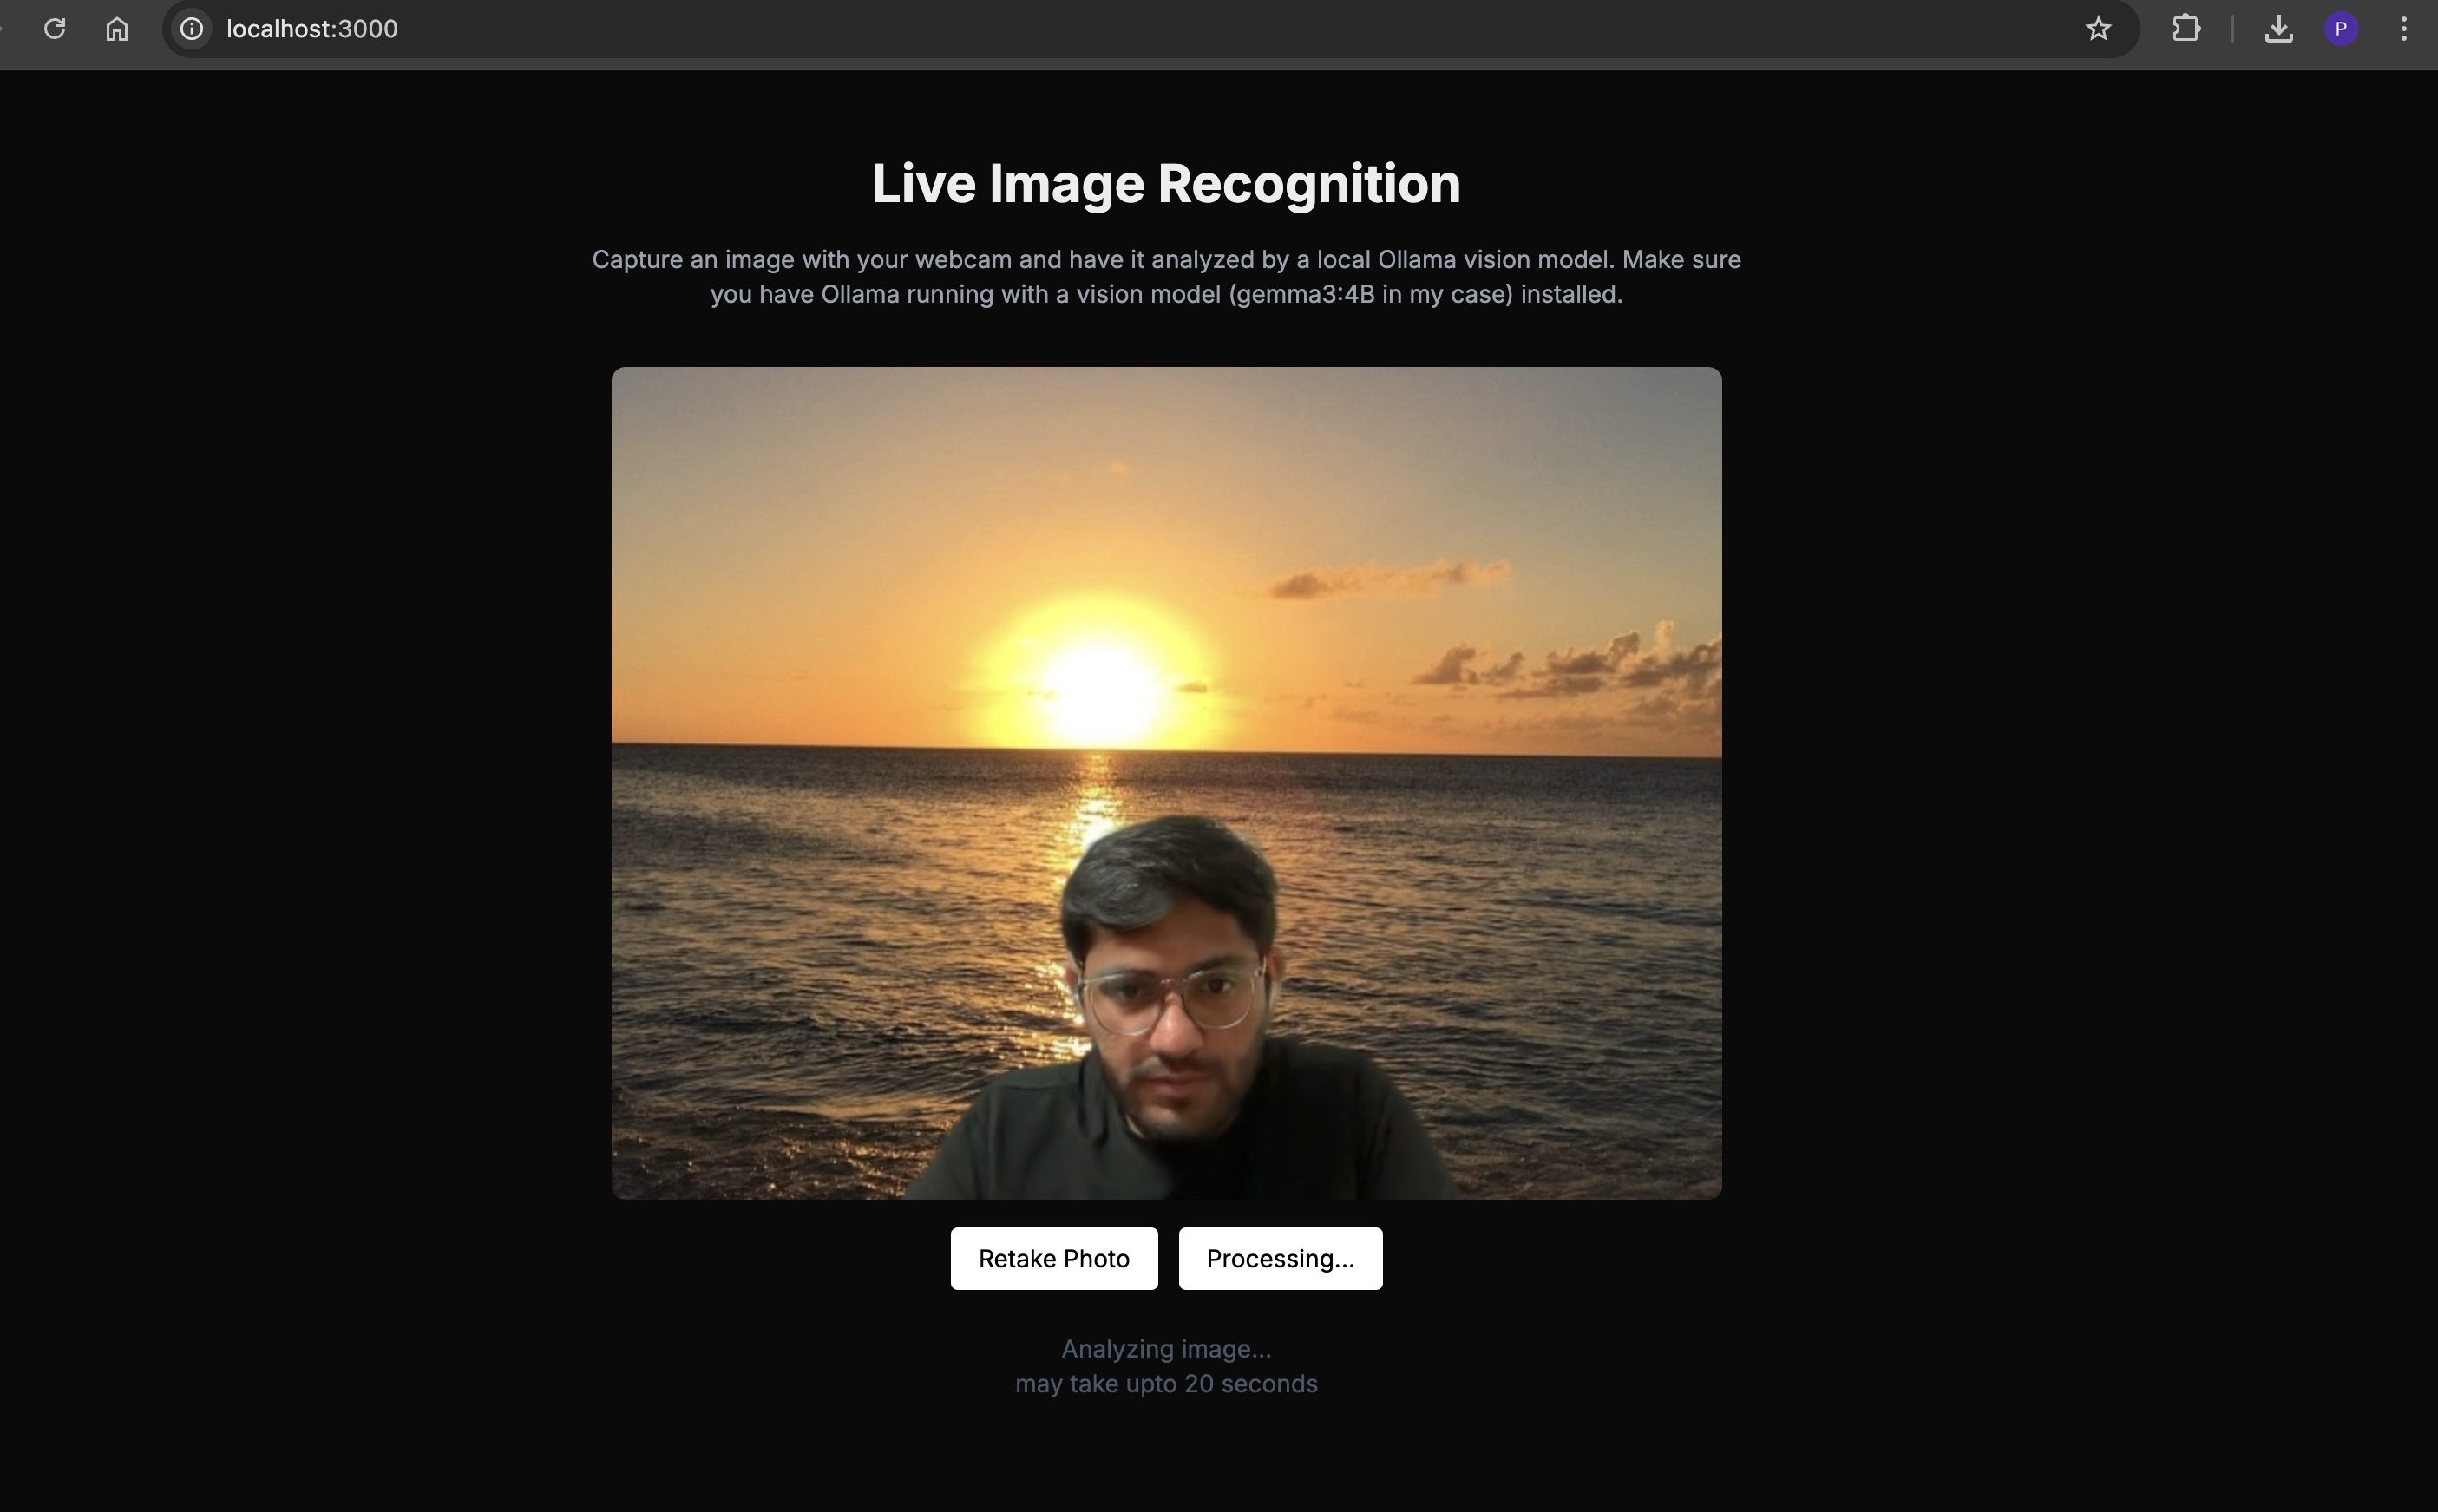 localhost:3000
P
Live Image Recognition
Capture an image with your webcam and have it analyzed by a local Ollama vision model. Make sure
you have Ollama running with a vision model (gemma3:4B in my case) installed.
Retake Photo
Processing...
Analyzing image...
may take upto 20 seconds